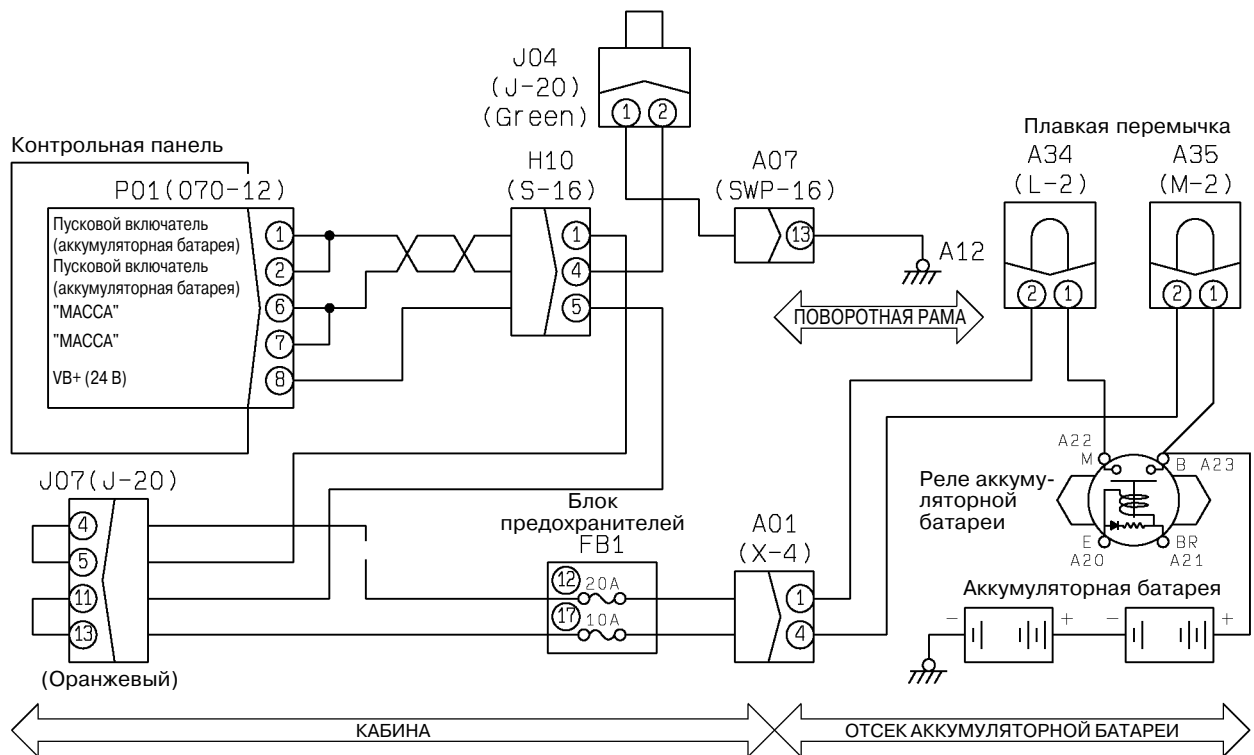 J04
(J-20)
(Green)
1 2
Контрольная панель
P01(070-12)
H10
(S-16)
A07
(SWP-16)
Плавкая перемычка
A34
(L-2)
A35
(M-2)
Пусковой включатель
(аккумуляторная батарея)
1
Пусковой включатель
(аккумуляторная батарея)
2
"МАССА"
6
"МАССА"
7
VB+ (24 В)
8
1
4
5
13
A12
2 1
2 1
ПОВОРОТНАЯ РАМА
A22
M
B A23
Реле аккуму-
ляторной
батареи
E
A20
BR
A21
J07(J-20)
4
5
11
13
(Оранжевый)
Блок
предохранителей
FB1
12 20A
17 10A
A01
(X-4)
1
4
Аккумуляторная батарея
- + - +
КАБИНА
ОТСЕК АККУМУЛЯТОРНОЙ БАТАРЕИ